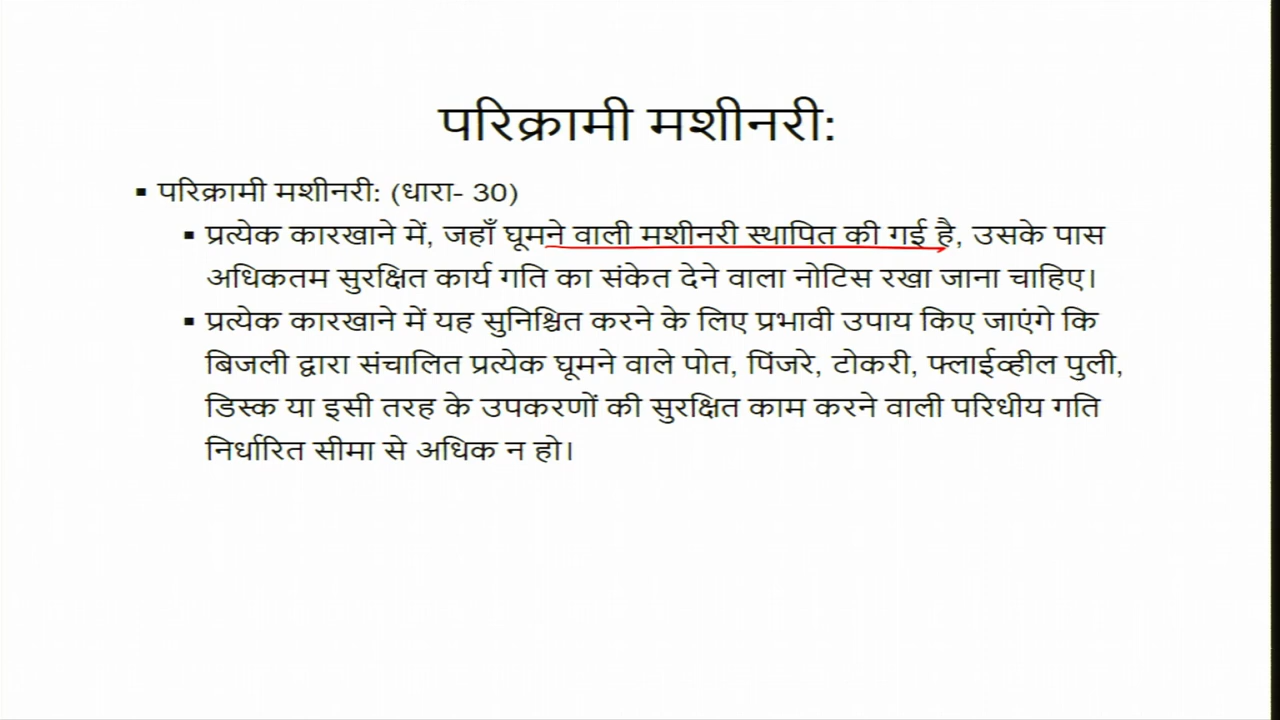 परिक्रामी मशीनरी:
▪ परिक्रामी मशीनरी: (धारा- 30)
▪ प्रत्येक कारखाने में, जहाँ घूमने वाली मशीनरी स्थापित की गई है, उसके पास
अधिकतम सुरक्षित कार्य गति का संकेत देने वाला नोटिस रखा जाना चाहिए।
▪ प्रत्येक कारखाने में यह सुनिश्चित करने के लिए प्रभावी उपाय किए जाएंगे कि
बिजली द्वारा संचालित प्रत्येक घूमने वाले पोत, पिंजरे, टोकरी, फ्लाईव्हील पुली,
डिस्क या इसी तरह के उपकरणों की सुरक्षित काम करने वाली परिधीय गति
निर्धारित सीमा से अधिक न हो।